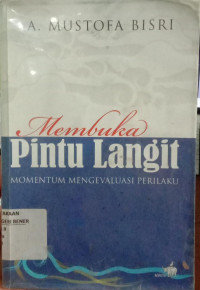 A. MUSTOFA BISRI
Membuka
Pintu Langit
MOMENTUM MENGEVALUASI PERILAKU